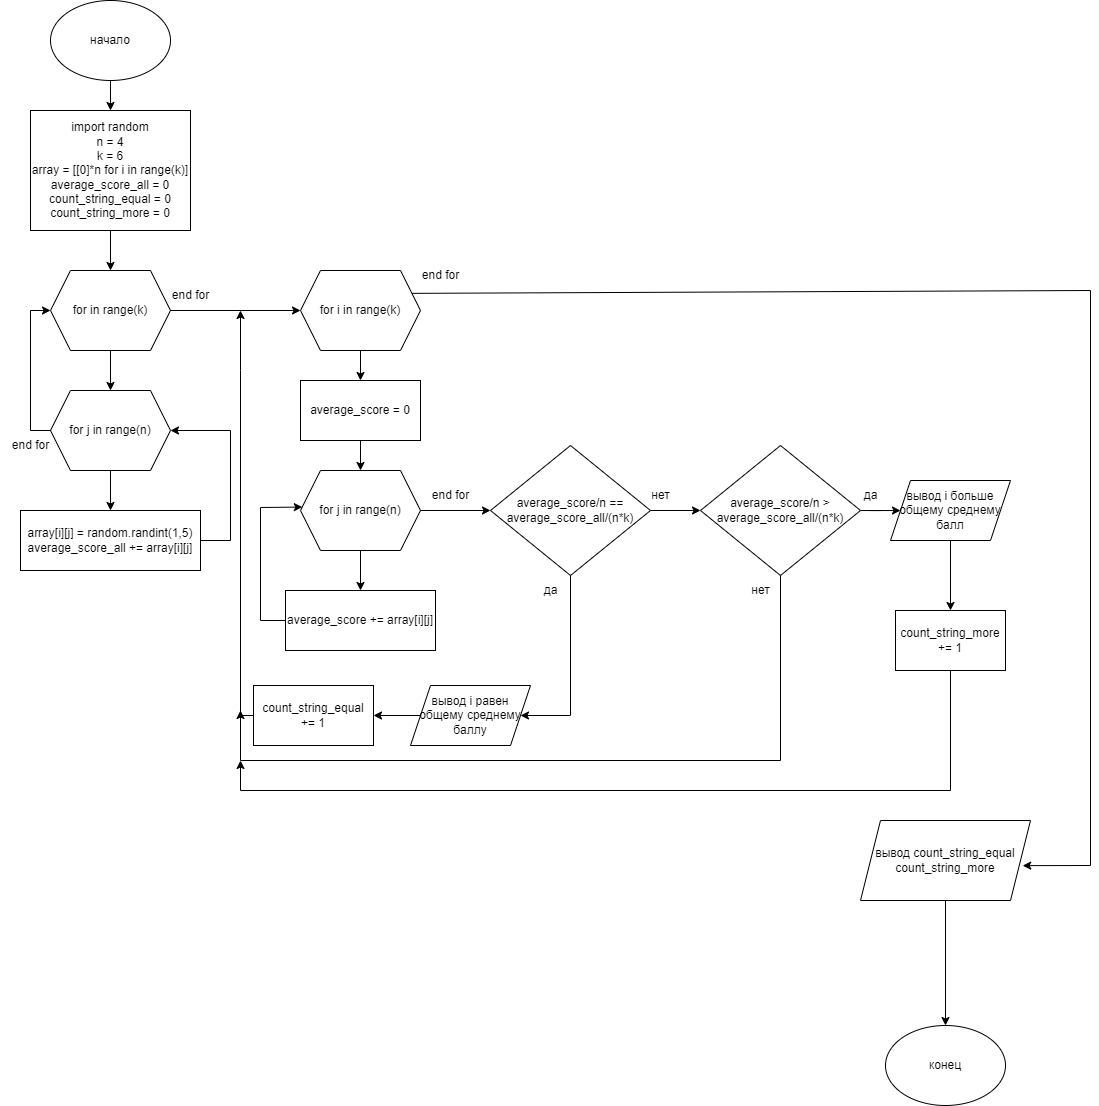 начало
import random
n = 4
k = 6
array = [[0]*n for i in range(k)]
average_score_all = 0
count_string_equal = 0
count_string_more = 0
for in range(k)
end for
for j in range(n)
end for
array[i][j] = random.randint(1,5)
average_score_all += array[i][j]
for i in range(k)
end for
average_score = 0
for j in range(n)
end for
average_score += array[i][j]
average_score/n ==
average_score_all/(n*k)
нет
да
average_score/n >
average_score_all/(n*k)
да
нет
вывод i больше
общему среднему
балл
count_string_more
+= 1
вывод i равен
общему среднему
баллу
count_string_equal
+= 1
вывод count_string_equal
count_string_more
конец